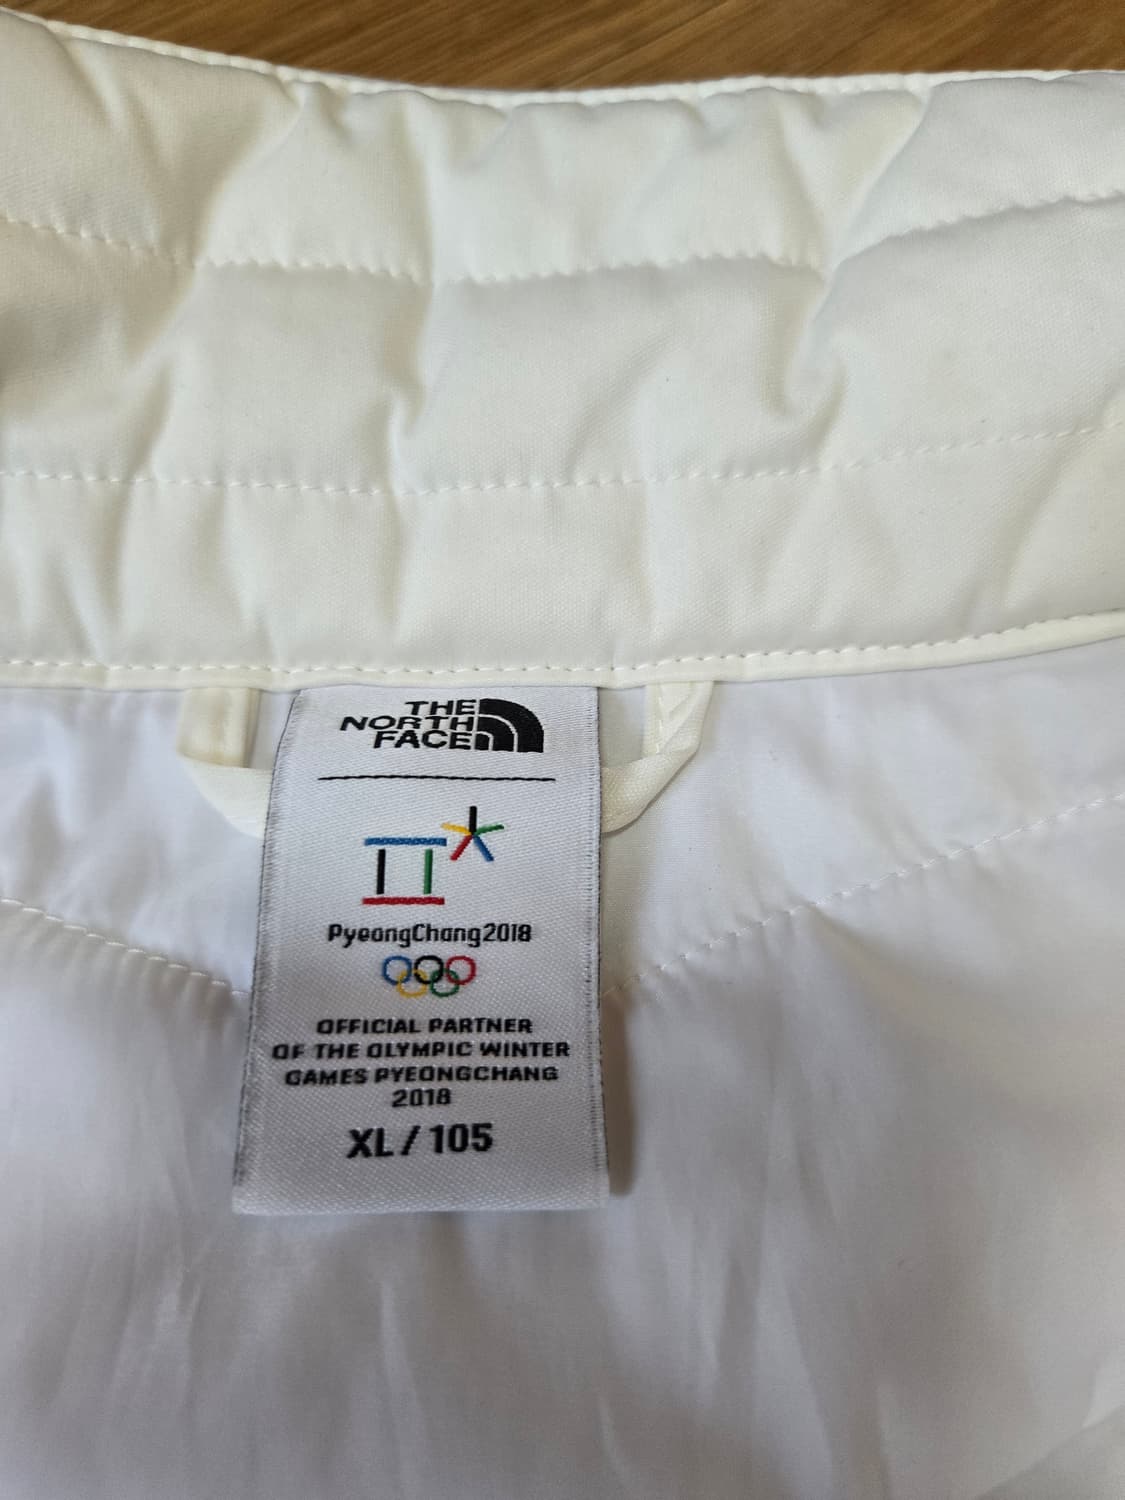 THE
NORTH
FACE
PyeongChang2018
OFFICIAL PARTNER
OF THE OLYMPIC WINTER
GAMES PYEONGCHANG
2018
XL / 105